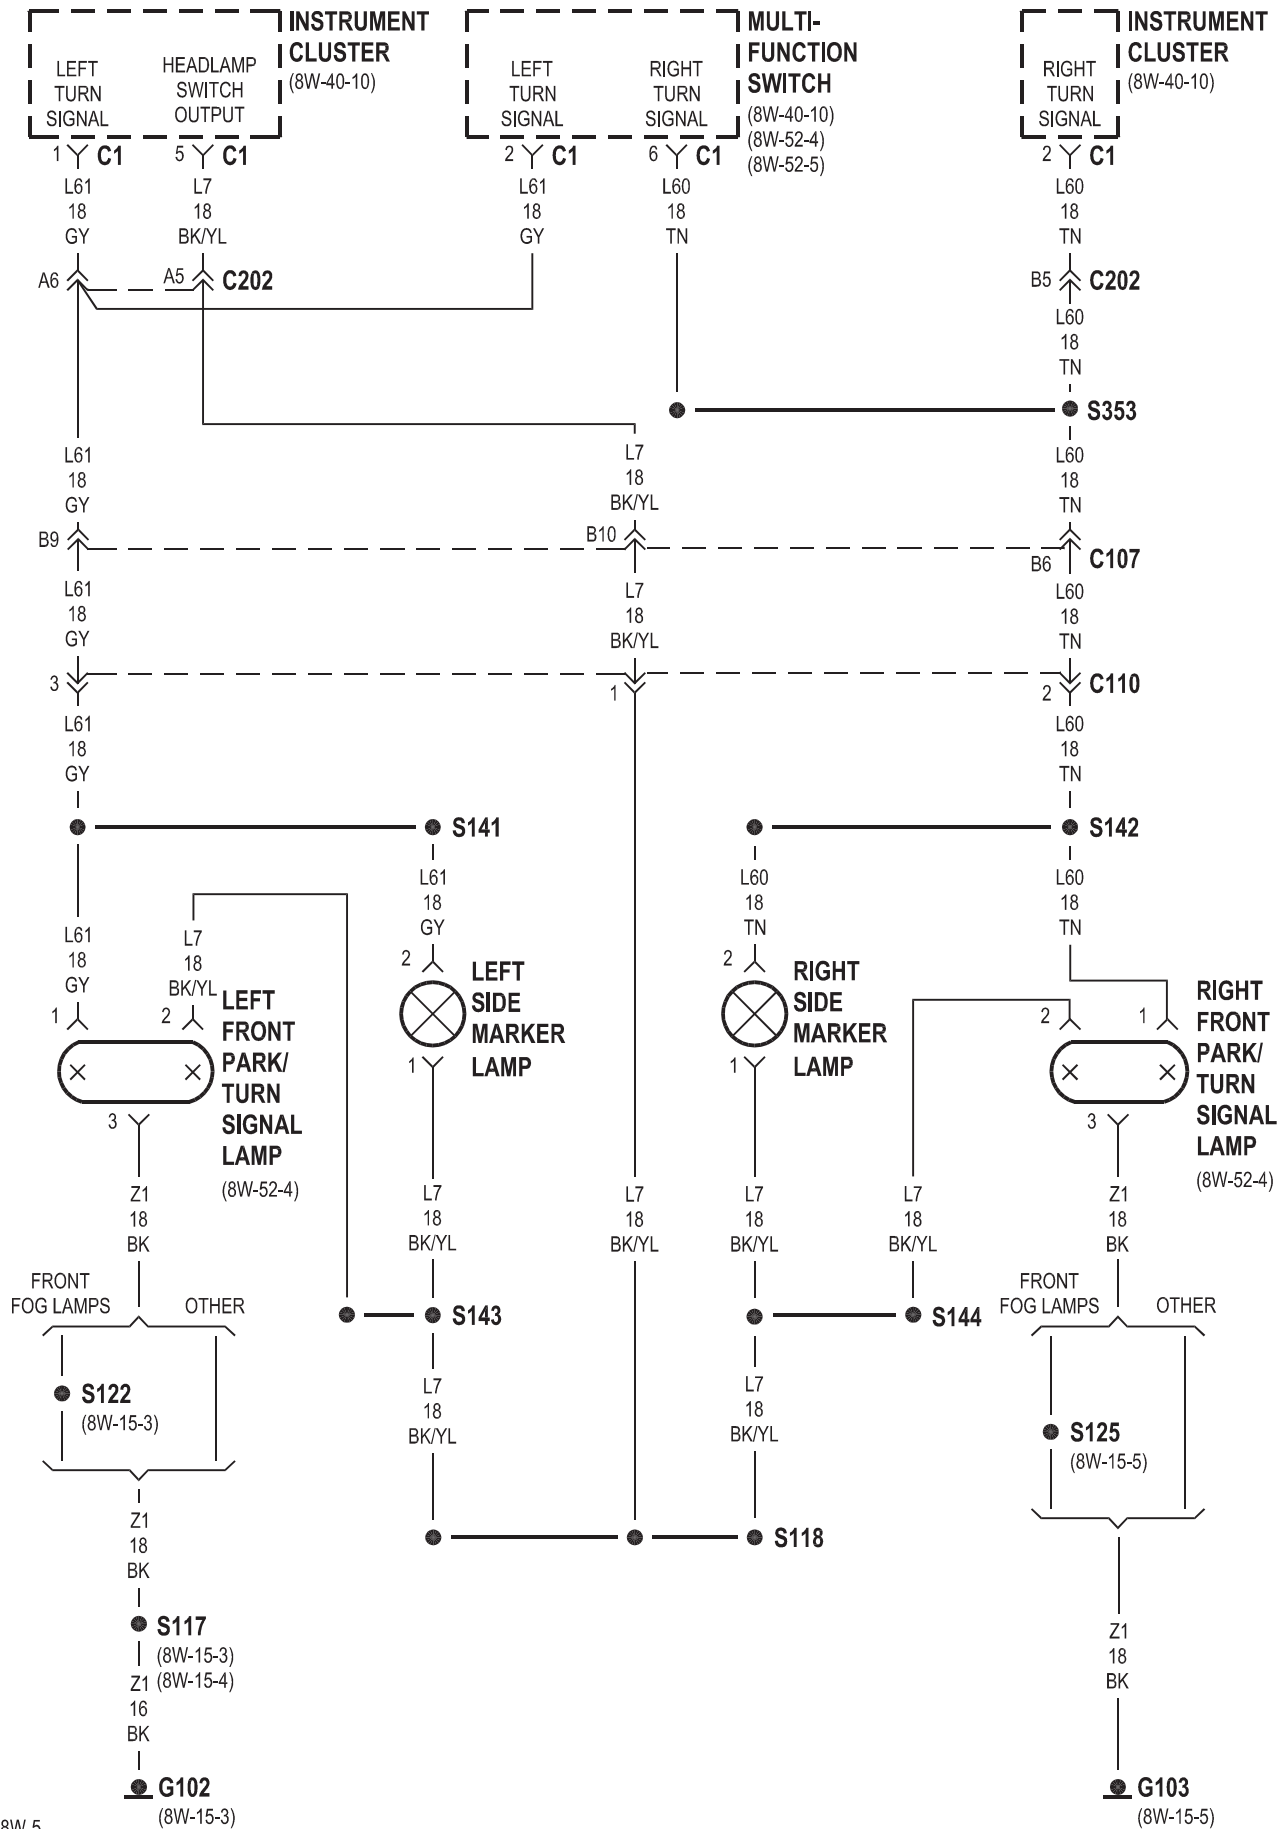 INSTRUMENT
CLUSTER
(8W-40-10)
LEFT
TURN
SIGNAL
HEADLAMP
SWITCH
OUTPUT
MULTI-
FUNCTION
SWITCH
(8W-40-10)
(8W-52-4)
(8W-52-5)
LEFT
TURN
SIGNAL
RIGHT
TURN
SIGNAL
INSTRUMENT
CLUSTER
(8W-40-10)
RIGHT
TURN
SIGNAL
1 C1
5 C1
2 C1
6 C1
2 C1
L61
18
GY
L7
18
BK/YL
L61
18
GY
L60
18
TN
L60
18
TN
A6
A5 C202
B5 C202
L60
18
TN
S353
L61
18
GY
L7
18
BK/YL
L60
18
TN
B9
B10
B6 C107
L61
18
GY
L7
18
BK/YL
L60
18
TN
3
1
2 C110
L61
18
GY
L60
18
TN
S141
S142
L61
18
GY
L7
18
BK/YL
L61
18
GY
L60
18
TN
L60
18
TN
1
2
LEFT
FRONT
PARK/
TURN
SIGNAL
LAMP
(8W-52-4)
3
2
LEFT
SIDE
MARKER
LAMP
1
2
RIGHT
SIDE
MARKER
LAMP
1
2
1
RIGHT
FRONT
PARK/
TURN
SIGNAL
LAMP
(8W-52-4)
3
Z1
18
BK
L7
18
BK/YL
L7
18
BK/YL
L7
18
BK/YL
L7
18
BK/YL
Z1
18
BK
FRONT
FOG LAMPS
OTHER
S143
S144
FRONT
FOG LAMPS
OTHER
S122
(8W-15-3)
L7
18
BK/YL
L7
18
BK/YL
S125
(8W-15-5)
Z1
18
BK
S118
S117
(8W-15-3)
(8W-15-4)
Z1
16
BK
Z1
18
BK
G102
(8W-15-3)
G103
(8W-15-5)
8W-5